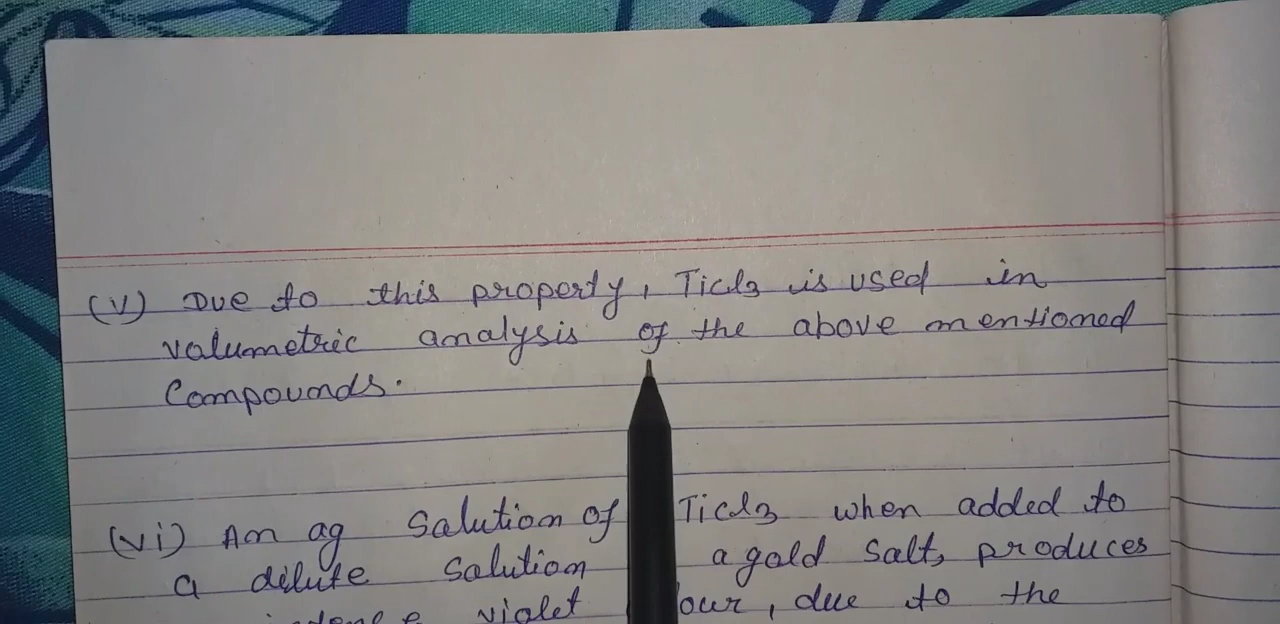 (v) Due to this property, TiCl3 is used in
valumetric analysis of the above mentioned
Compounds.
(vi) An aq Salution of TiCl3 when added to
a dilute Salution a gold Salt, produces
violet our, due to the